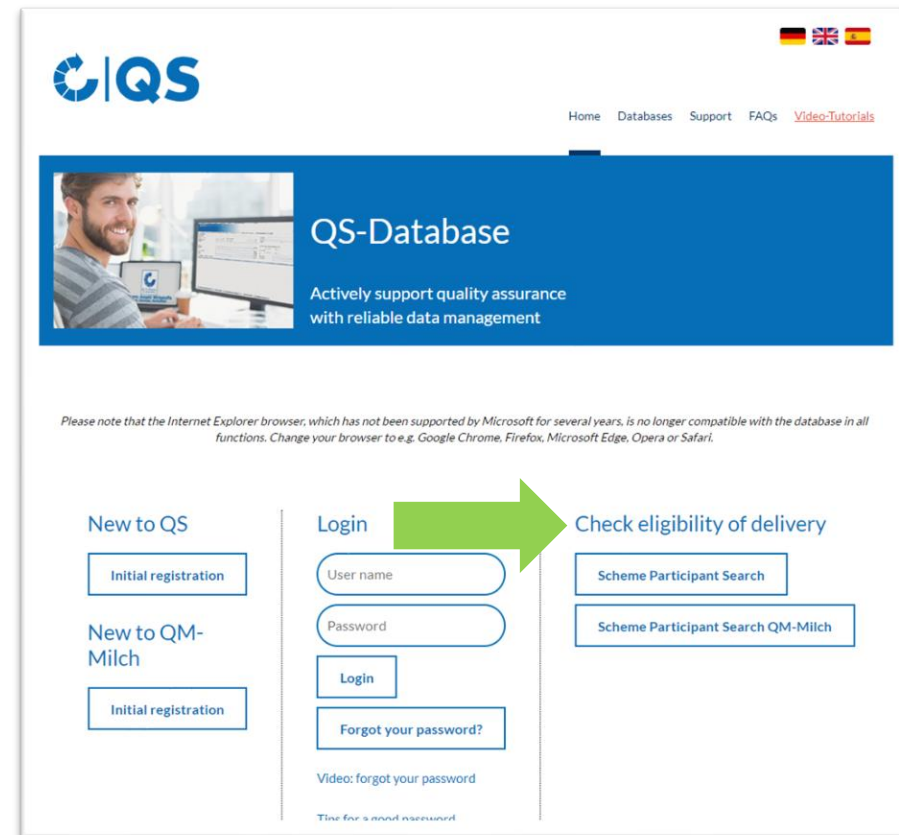 QS
Home Databases Support FAQs Video-Tutorials
QS-Database
Actively support quality assurance
with reliable data management
Please note that the Internet Explorer browser, which has not been supported by Microsoft for several years, is no longer compatible with the database in all
functions. Change your browser to e.g. Google Chrome, Firefox, Microsoft Edge, Opera or Safari.
New to QS
Initial registration
New to QM-
Milch
Initial registration
Login
User name
Password
Login
Forgot your password?
Video: forgot your password
Tips for a good password
Check eligibility of delivery
Scheme Participant Search
Scheme Participant Search QM-Milch